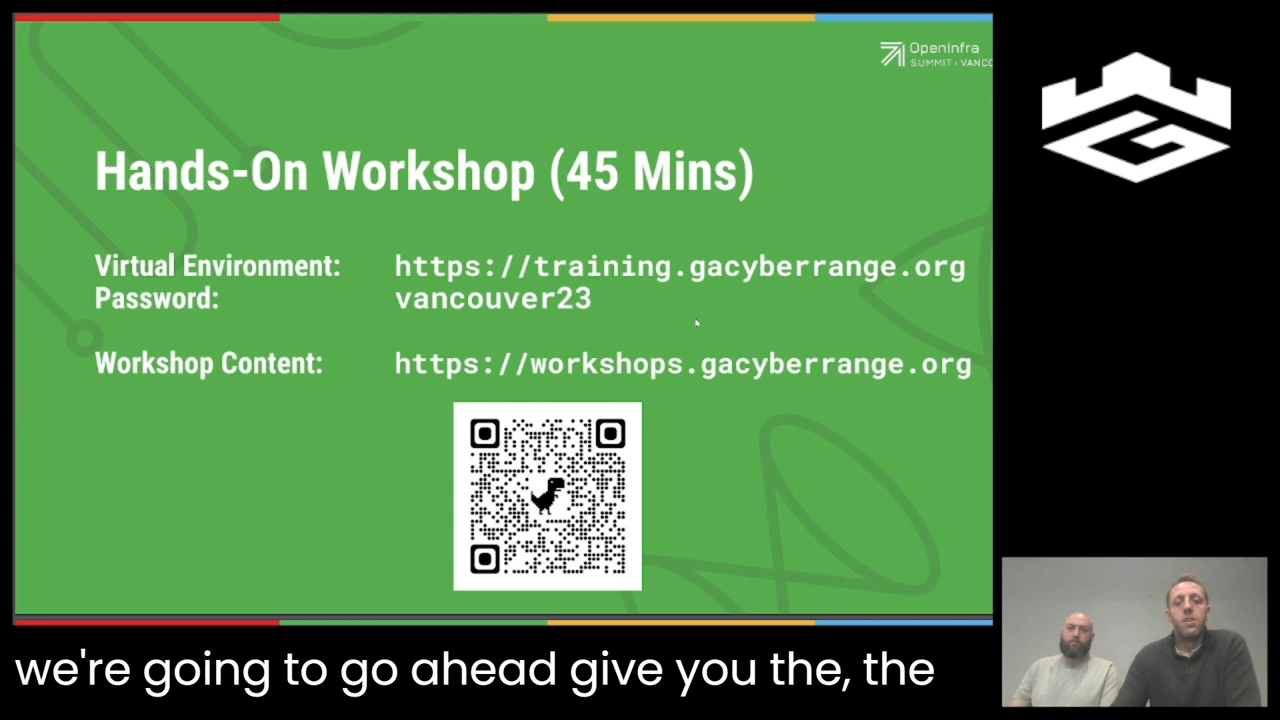 OpenInfra
SUMMIT › VANCO
Hands-On Workshop (45 Mins)
Virtual Environment: https://training.gacyberrange.org
Password: vancouver23
Workshop Content: https://workshops.gacyberrange.org
we're going to go ahead give you the, the